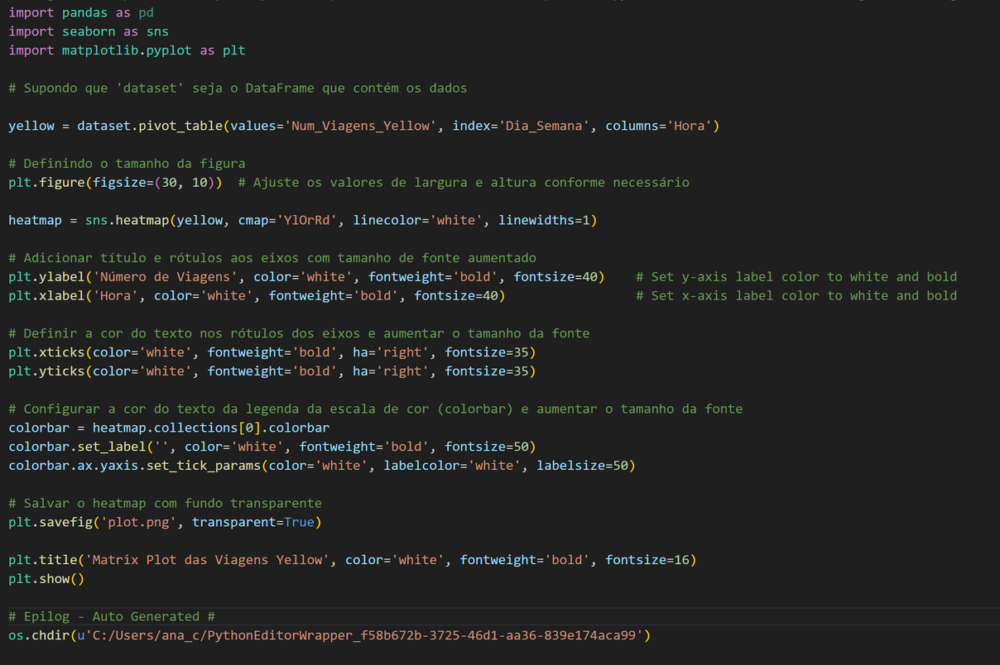 import pandas as pd
import seaborn as sns
import matplotlib.pyplot as plt
# Supondo que 'dataset' seja o DataFrame que contém os dados
yellow = dataset.pivot_table(values='Num_Viagens_Yellow', index='Dia_Semana', columns='Hora')
# Definindo o tamanho da figura
plt.figure(figsize=(30, 10))  # Ajuste os valores de largura e altura conforme necessário
heatmap = sns.heatmap(yellow, cmap='YlOrRd', linecolor='white', linewidths=1)
# Adicionar título e rótulos aos eixos com tamanho de fonte aumentado
plt.ylabel('Número de Viagens', color='white', fontweight='bold', fontsize=40)    # Set y-axis label color to white and bold
plt.xlabel('Hora', color='white', fontweight='bold', fontsize=40)                 # Set x-axis label color to white and bold
# Definir a cor do texto nos rótulos dos eixos e aumentar o tamanho da fonte
plt.xticks(color='white', fontweight='bold', ha='right', fontsize=35)
plt.yticks(color='white', fontweight='bold', ha='right', fontsize=35)
# Configurar a cor do texto da legenda da escala de cor (colorbar) e aumentar o tamanho da fonte
colorbar = heatmap.collections[0].colorbar
colorbar.set_label('', color='white', fontweight='bold', fontsize=50)
colorbar.ax.yaxis.set_tick_params(color='white', labelcolor='white', labelsize=50)
# Salvar o heatmap com fundo transparente
plt.savefig('plot.png', transparent=True)
plt.title('Matrix Plot das Viagens Yellow', color='white', fontweight='bold', fontsize=16)
plt.show()
# Epilog - Auto Generated #
os.chdir(u'C:/Users/ana_c/PythonEditorWrapper_f58b672b-3725-46d1-aa36-839e174aca99')